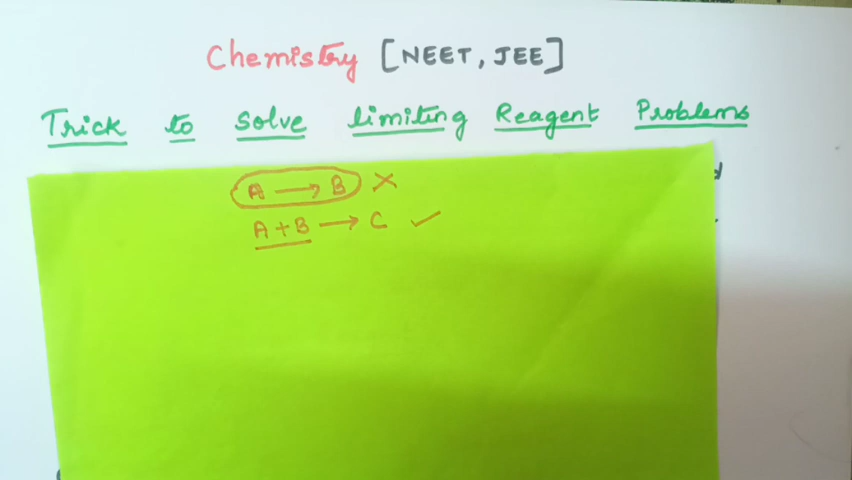 Chemistry [NEET, JEE]
Trick to solve limiting Reagent Problems
A → B ×
A + B → C ✓